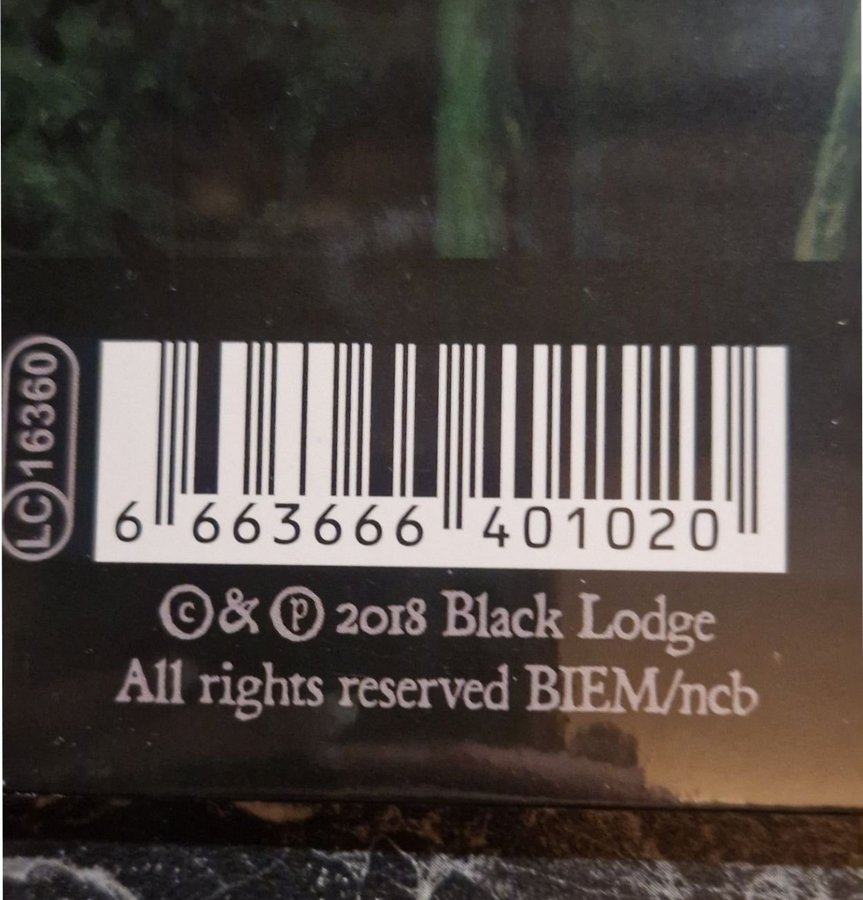 LC 16360
6 663666 401020
©&℗ 2018 Black Lodge
All rights reserved BIEM/ncb